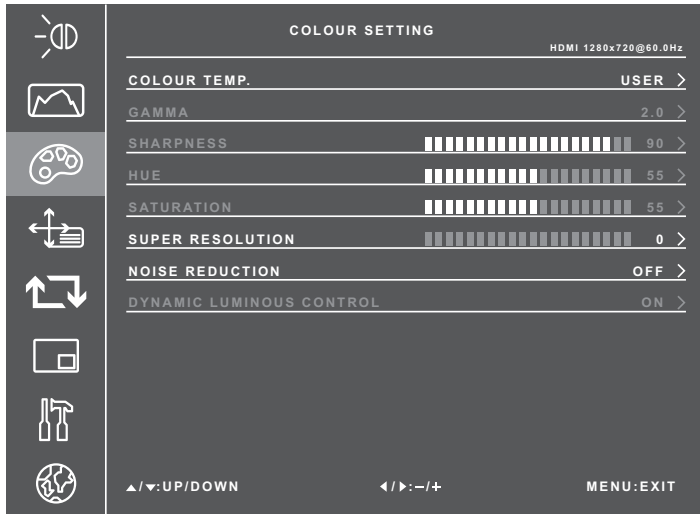 COLOUR SETTING
HDMI 1280x720@60.0Hz
COLOUR TEMP. USER >
GAMMA 2.0 >
SHARPNESS 90 >
HUE 55 >
SATURATION 55 >
SUPER RESOLUTION 0 >
NOISE REDUCTION OFF >
DYNAMIC LUMINOUS CONTROL ON >
▲/▼:UP/DOWN ◀/▶:−/+ MENU:EXIT